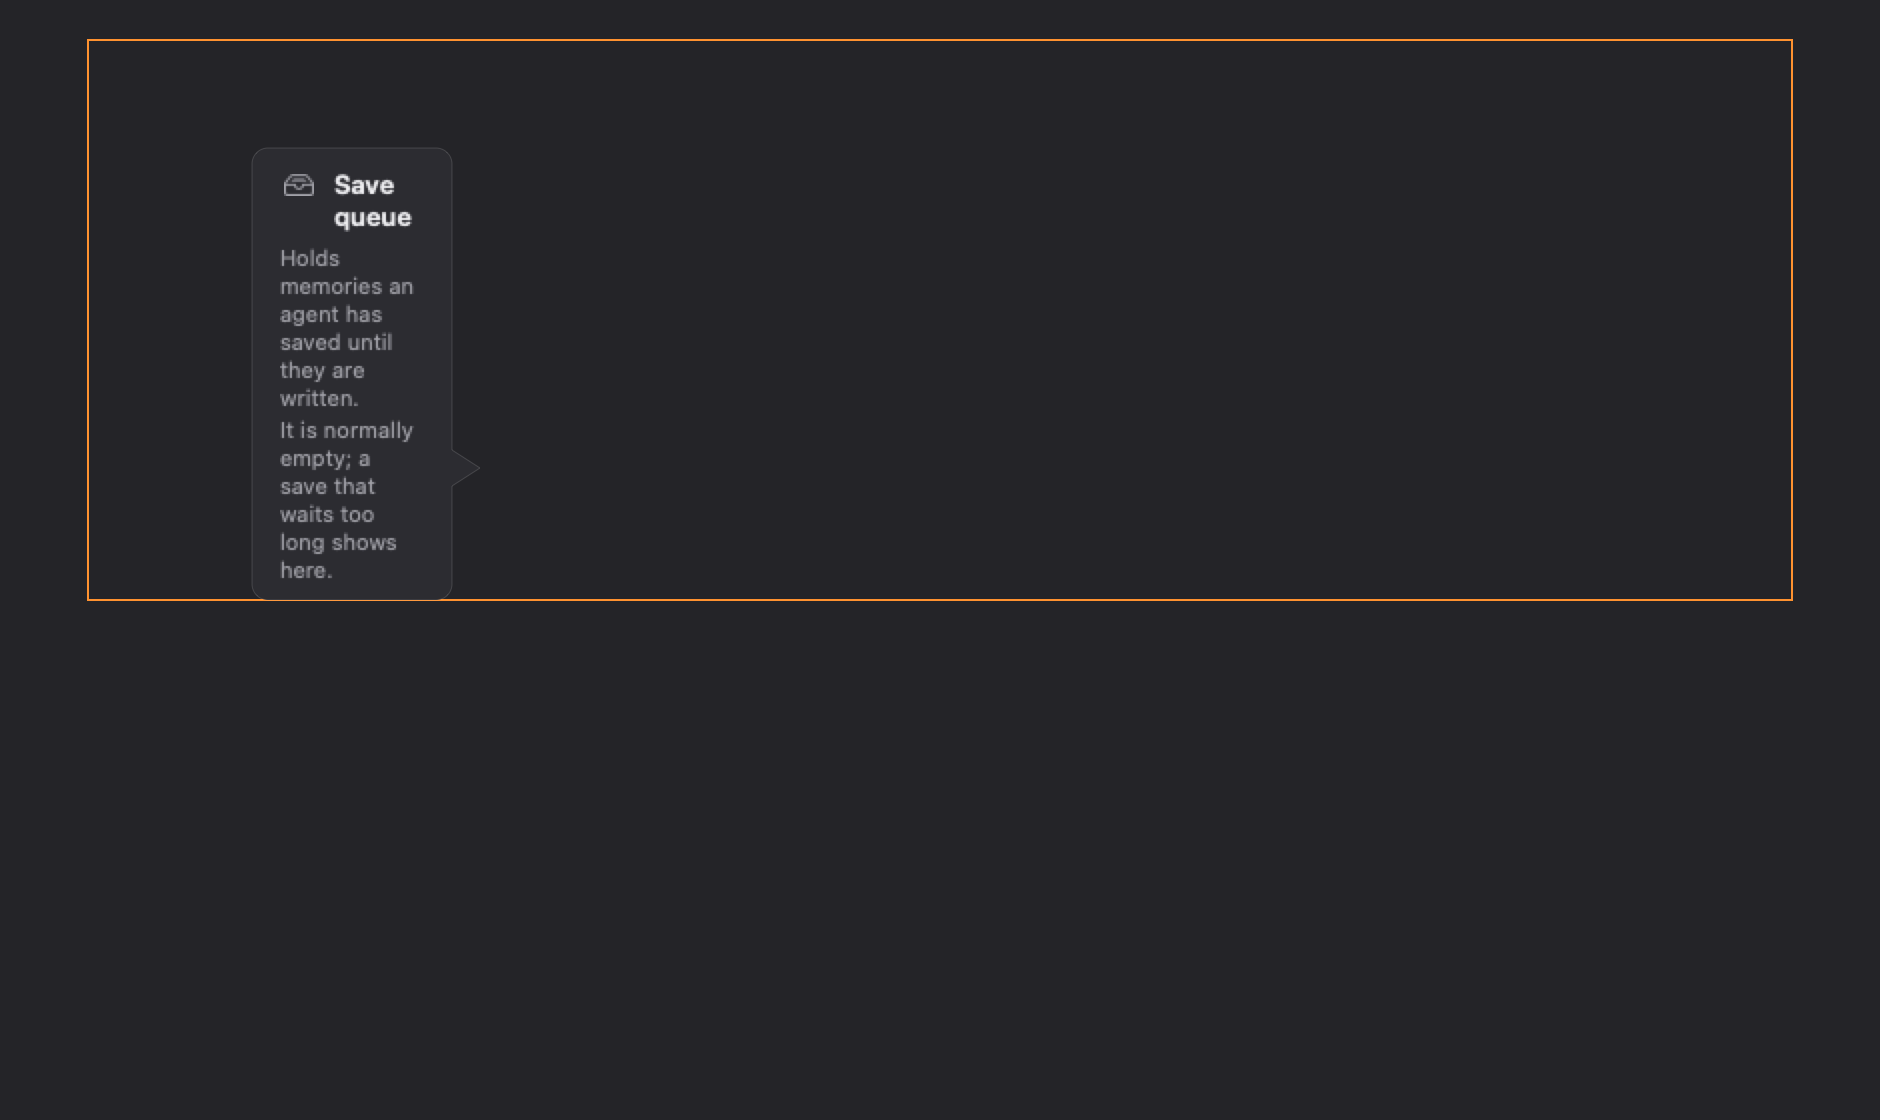 Save
queue
Holds
memories an
agent has
saved until
they are
written.
It is normally
empty; a
save that
waits too
long shows
here.